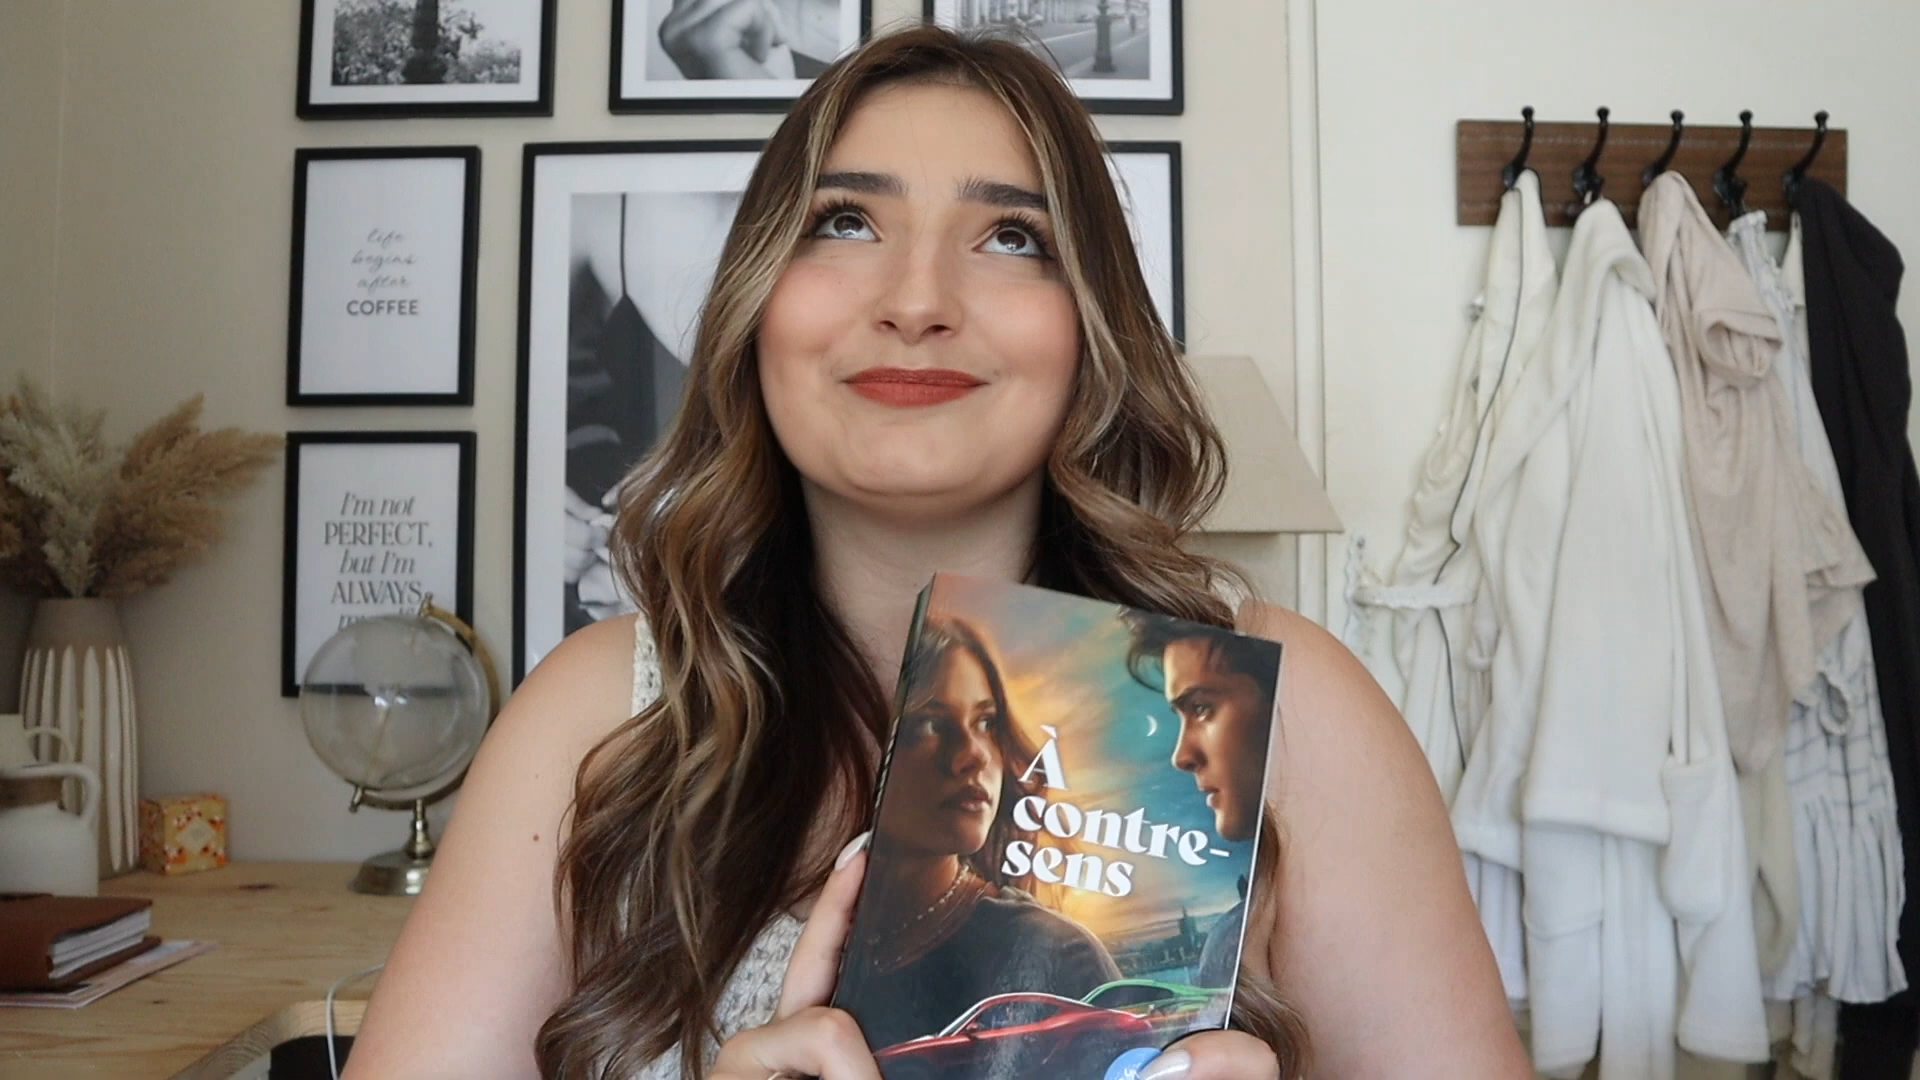 life
begins
after
COFFEE
I'm not
PERFECT,
but I'm
ALWAYS
À
contre-
sens